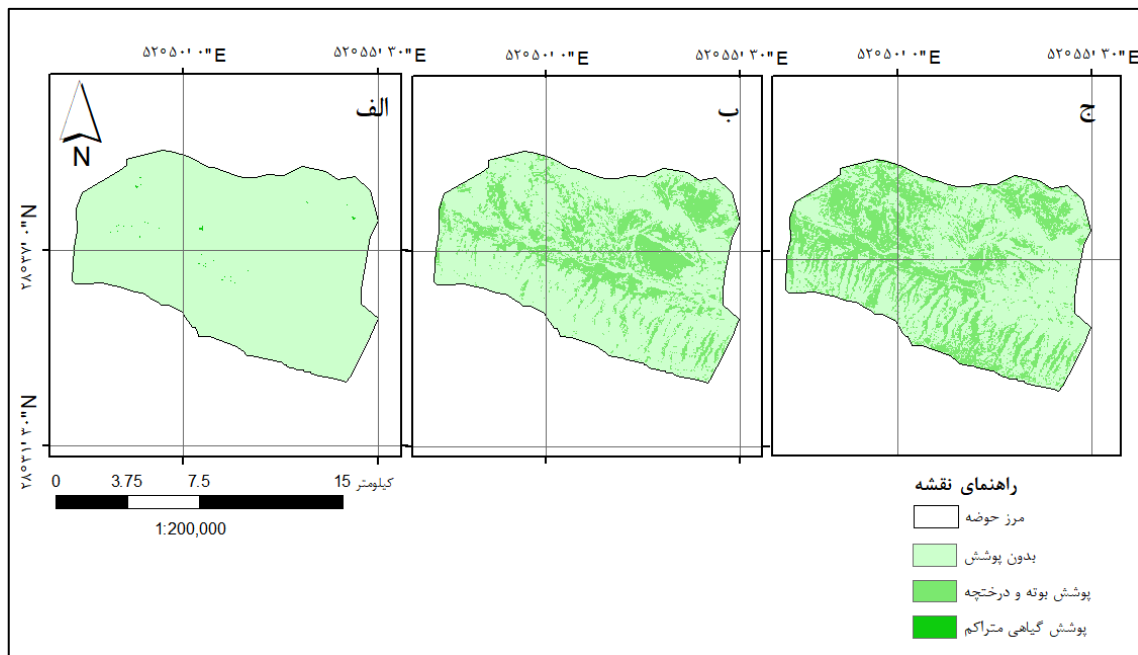 ۵۲°۵۰'۰"E ۵۲°۵۵'۳۰"E ۵۲°۵۰'۰"E ۵۲°۵۵'۳۰"E ۵۲°۵۰'۰"E ۵۲°۵۵'۳۰"E
الف
ب
ج
N
۲۸°۳۷'۰"N
۲۸°۳۱'۳۰"N
0 3.75 7.5 15 کیلومتر
1:200,000
راهنمای نقشه
مرز حوضه
بدون پوشش
پوشش بوته و درختچه
پوشش گیاهی متراکم